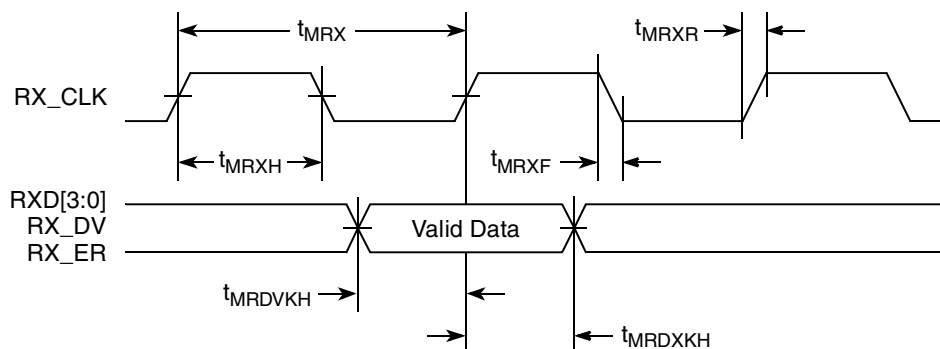 tMRX
tMRXR
RX_CLK
tMRXH
tMRXF
RXD[3:0]
RX_DV
RX_ER
Valid Data
tMRDVKH
tMRDXKH